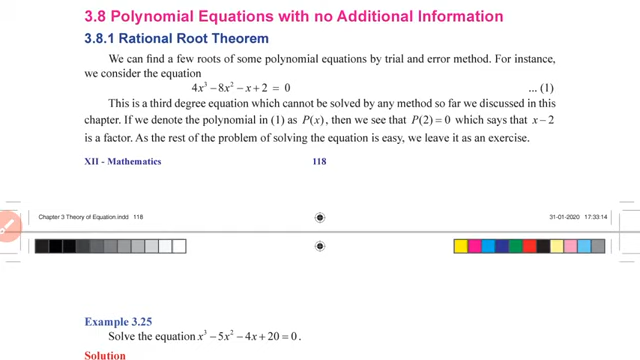 3.8 Polynomial Equations with no Additional Information
3.8.1 Rational Root Theorem
We can find a few roots of some polynomial equations by trial and error method. For instance,
we consider the equation
4x³ − 8x² − x + 2 = 0 ... (1)
This is a third degree equation which cannot be solved by any method so far we discussed in this
chapter. If we denote the polynomial in (1) as P(x), then we see that P(2) = 0 which says that x − 2
is a factor. As the rest of the problem of solving the equation is easy, we leave it as an exercise.
XII - Mathematics 118
Chapter 3 Theory of Equation.indd 118 31-01-2020 17:33:14
Example 3.25
Solve the equation x³ − 5x² − 4x + 20 = 0.
Solution